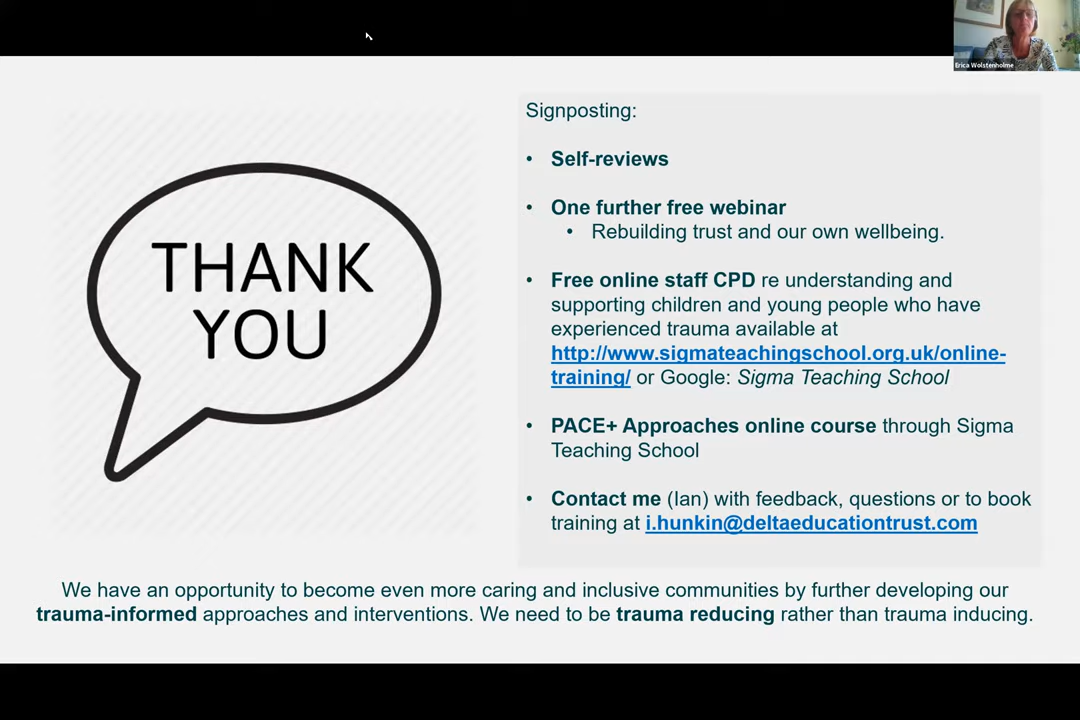 Erica Wolstenholme
THANK
YOU
Signposting:
• Self-reviews
• One further free webinar
• Rebuilding trust and our own wellbeing.
• Free online staff CPD re understanding and
supporting children and young people who have
experienced trauma available at
http://www.sigmateachingschool.org.uk/online-
training/ or Google: Sigma Teaching School
• PACE+ Approaches online course through Sigma
Teaching School
• Contact me (Ian) with feedback, questions or to book
training at i.hunkin@deltaeducationtrust.com
We have an opportunity to become even more caring and inclusive communities by further developing our
trauma-informed approaches and interventions. We need to be trauma reducing rather than trauma inducing.